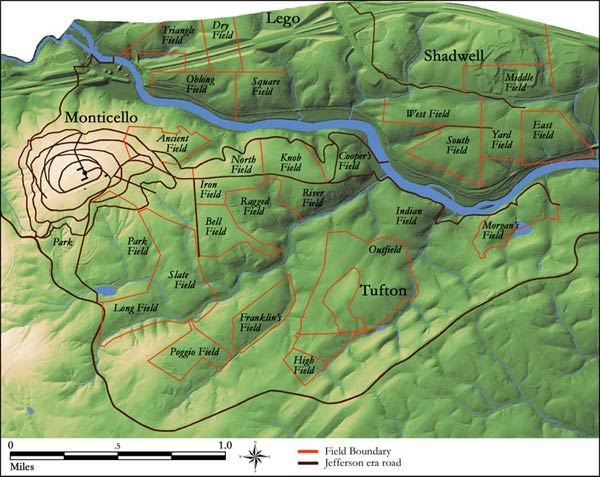 Lego
Triangle
Field
Dry
Field
Shadwell
Oblong
Field
Square
Field
Middle
Field
Monticello
West Field
Ancient
Field
South
Field
Yard
Field
East
Field
North
Field
Knob
Field
Cooper's
Field
Iron
Field
Ragged
Field
River
Field
Bell
Field
Indian
Field
Morgan's
Field
Park
Park
Field
Outfield
Slate
Field
Tufton
Long Field
Franklin's
Field
Poggio Field
High
Field
0 .5 1.0
Miles
Field Boundary
Jefferson era road